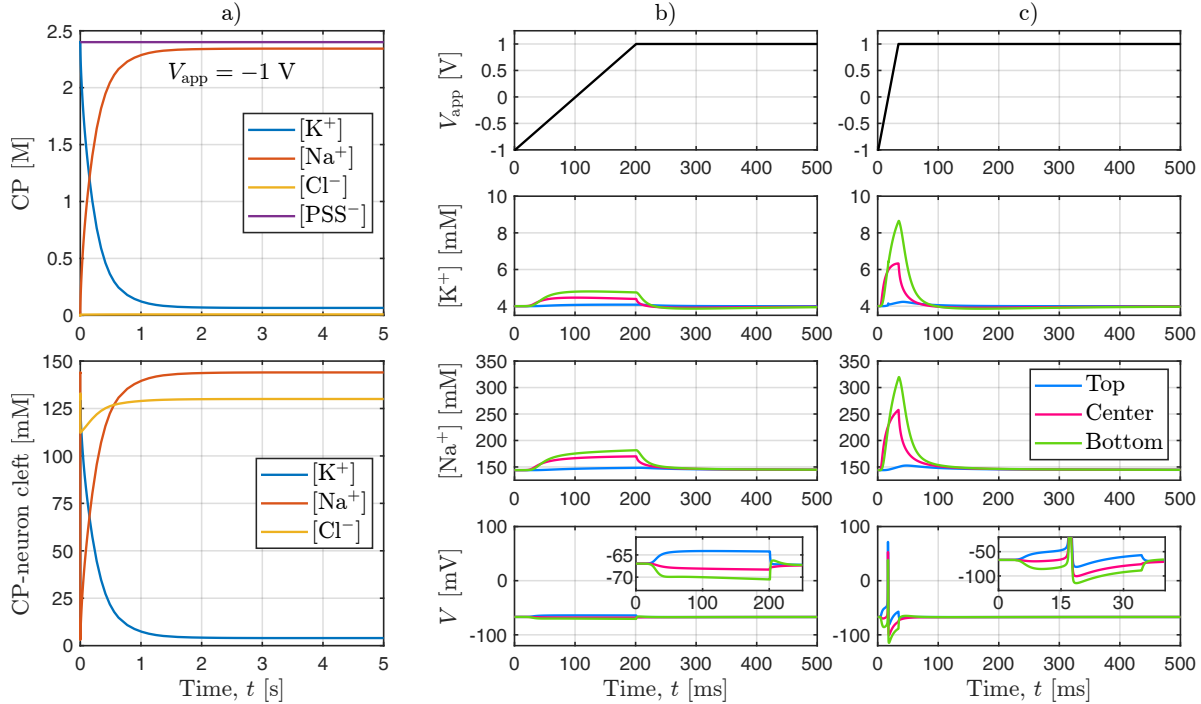 a)
2.5
2
1.5
1
0.5
0
CP [M]
V_app = −1 V
[K⁺]
[Na⁺]
[Cl⁻]
[PSS⁻]
0 1 2 3 4 5
150
125
100
75
50
25
0
CP-neuron cleft [mM]
[K⁺]
[Na⁺]
[Cl⁻]
0 1 2 3 4 5
Time, t [s]
b)
1
0.5
0
-0.5
-1
V_app [V]
0 100 200 300 400 500
10
8
6
4
[K⁺] [mM]
0 100 200 300 400 500
350
300
250
200
150
[Na⁺] [mM]
0 100 200 300 400 500
100
0
-100
V [mV]
-65
-70
0 100 200
0 100 200 300 400 500
Time, t [ms]
c)
1
0.5
0
-0.5
-1
0 100 200 300 400 500
10
8
6
4
0 100 200 300 400 500
350
300
250
200
150
Top
Center
Bottom
0 100 200 300 400 500
100
0
-100
-50
-100
0 15 30
0 100 200 300 400 500
Time, t [ms]